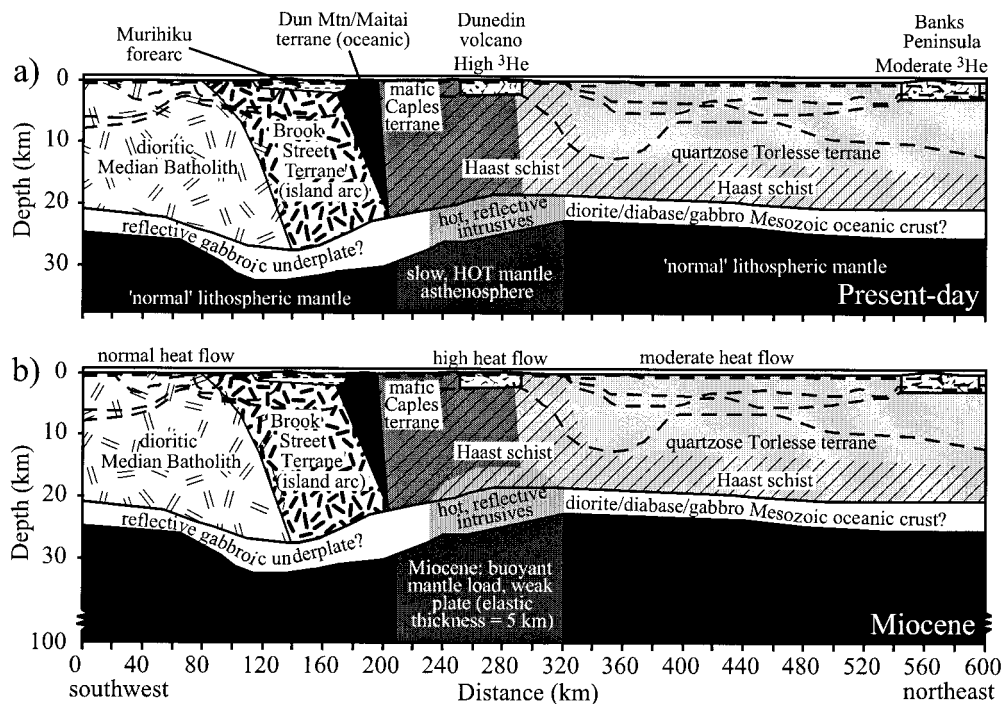 Dun Mtn/Maitai
terrane (oceanic)
Murihiku
forearc
Dunedin
volcano
High ³He
Banks
Peninsula
Moderate ³He
a)
0
10
20
30
Depth (km)
dioritic
Median Batholith
Brook
Street
Terrane
(island arc)
mafic
Caples
terrane
Haast schist
quartzose Torlesse terrane
Haast schist
reflective gabbroic underplate?
hot, reflective
intrusives
diorite/diabase/gabbro Mesozoic oceanic crust?
'normal' lithospheric mantle
slow, HOT mantle
asthenosphere
'normal' lithospheric mantle
Present-day
b)
normal heat flow
high heat flow
moderate heat flow
0
10
20
30
100
Depth (km)
dioritic
Median Batholith
Brook
Street
Terrane
(island arc)
mafic
Caples
terrane
Haast schist
quartzose Torlesse terrane
Haast schist
reflective gabbroic underplate?
hot, reflective
intrusives
diorite/diabase/gabbro Mesozoic oceanic crust?
Miocene: buoyant
mantle load, weak
plate (elastic
thickness = 5 km)
Miocene
0 40 80 120 160 200 240 280 320 360 400 440 480 520 560 600
southwest
Distance (km)
northeast